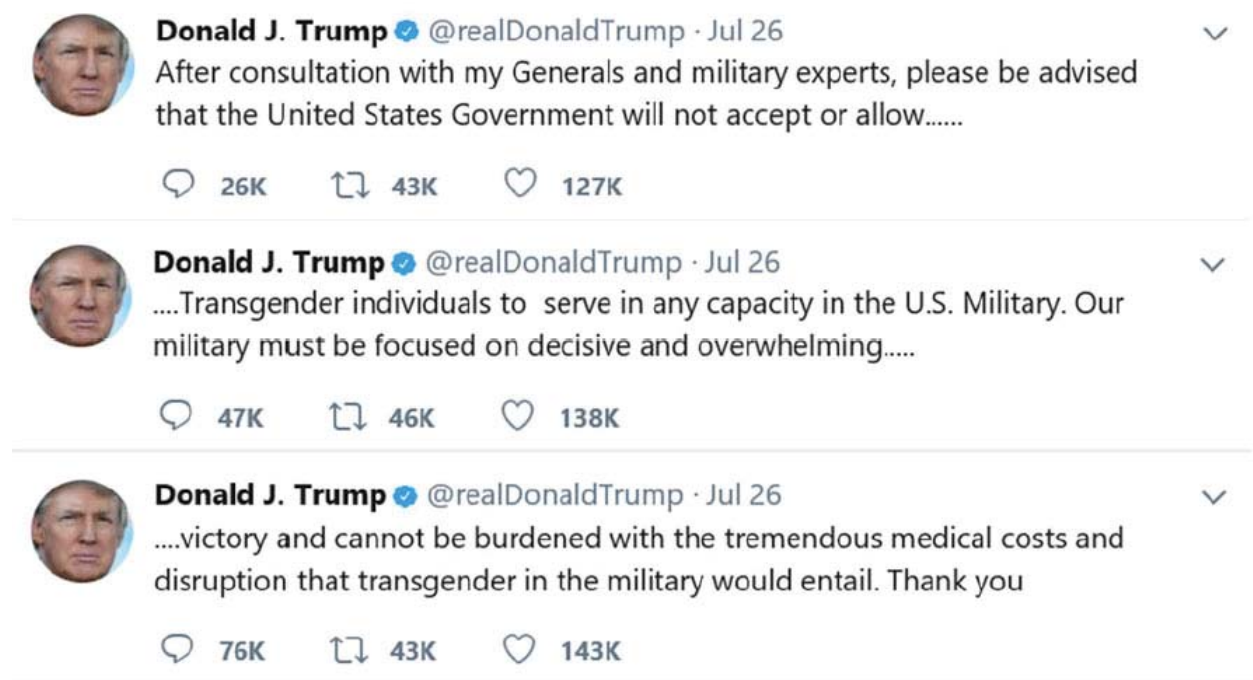 Donald J. Trump @realDonaldTrump · Jul 26
After consultation with my Generals and military experts, please be advised
that the United States Government will not accept or allow......
26K 43K 127K
Donald J. Trump @realDonaldTrump · Jul 26
....Transgender individuals to  serve in any capacity in the U.S. Military. Our
military must be focused on decisive and overwhelming.....
47K 46K 138K
Donald J. Trump @realDonaldTrump · Jul 26
....victory and cannot be burdened with the tremendous medical costs and
disruption that transgender in the military would entail. Thank you
76K 43K 143K